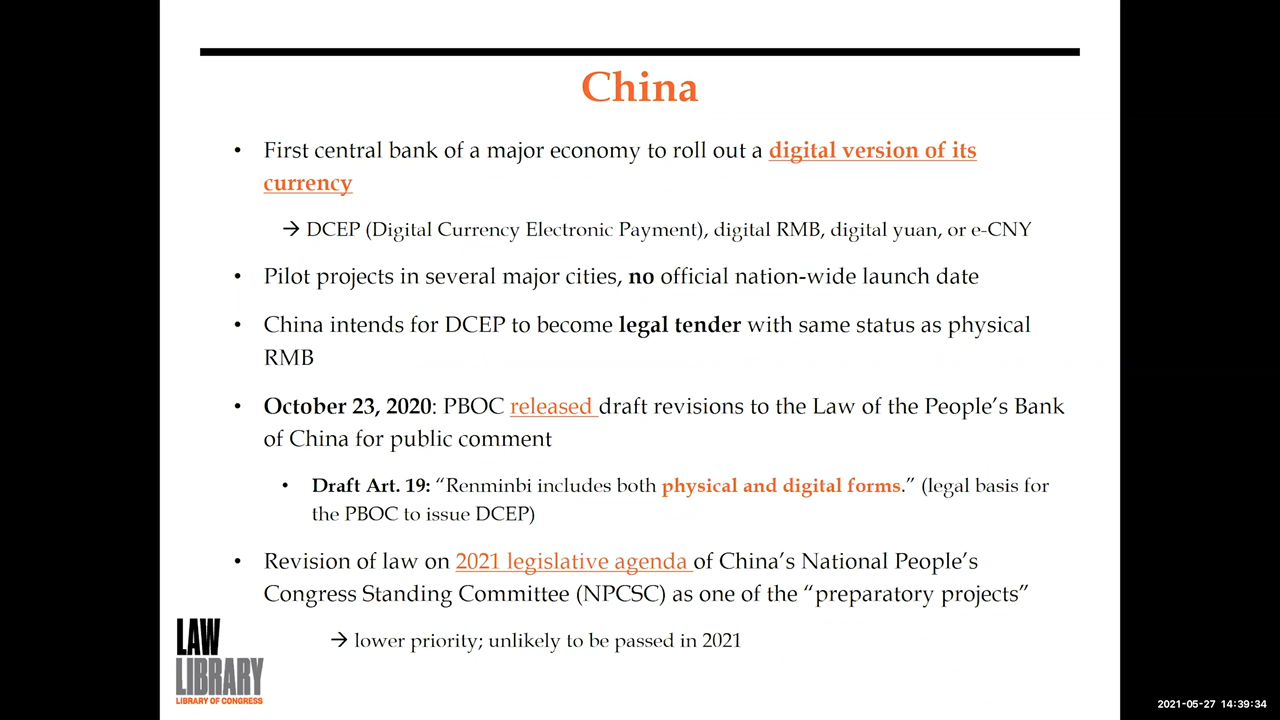 China
• First central bank of a major economy to roll out a digital version of its
currency
→ DCEP (Digital Currency Electronic Payment), digital RMB, digital yuan, or e-CNY
• Pilot projects in several major cities, no official nation-wide launch date
• China intends for DCEP to become legal tender with same status as physical
RMB
• October 23, 2020: PBOC released draft revisions to the Law of the People’s Bank
of China for public comment
• Draft Art. 19: “Renminbi includes both physical and digital forms.” (legal basis for
the PBOC to issue DCEP)
• Revision of law on 2021 legislative agenda of China’s National People’s
Congress Standing Committee (NPCSC) as one of the “preparatory projects”
→ lower priority; unlikely to be passed in 2021
LAW
LIBRARY
LIBRARY OF CONGRESS
2021-05-27 14:39:34